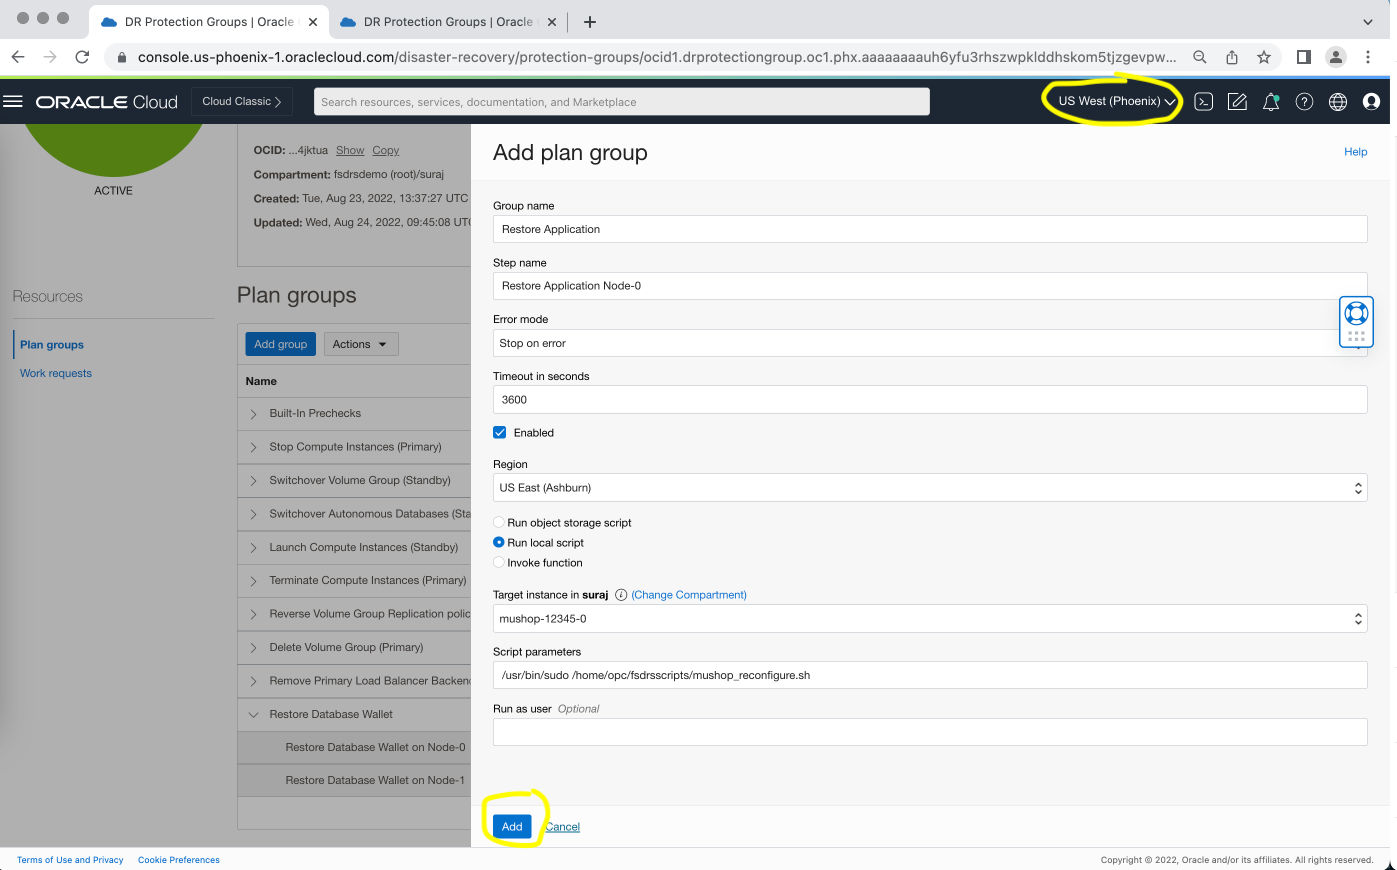 DR Protection Groups | Oracle
DR Protection Groups | Oracle
console.us-phoenix-1.oraclecloud.com/disaster-recovery/protection-groups/ocid1.drprotectiongroup.oc1.phx.aaaaaaaauh6yfu3rhszwpklddhskom5tjzgevpw...
ORACLE Cloud
Cloud Classic
Search resources, services, documentation, and Marketplace
US West (Phoenix)
ACTIVE
OCID: ...4jktua Show Copy
Compartment: fsdrsdemo (root)/suraj
Created: Tue, Aug 23, 2022, 13:37:27 UTC
Updated: Wed, Aug 24, 2022, 09:45:08 UTC
Resources
Plan groups
Work requests
Plan groups
Add group
Actions
Name
Built-In Prechecks
Stop Compute Instances (Primary)
Switchover Volume Group (Standby)
Switchover Autonomous Databases (Sta
Launch Compute Instances (Standby)
Terminate Compute Instances (Primary)
Reverse Volume Group Replication polic
Delete Volume Group (Primary)
Remove Primary Load Balancer Backen
Restore Database Wallet
Restore Database Wallet on Node-0
Restore Database Wallet on Node-1
Add plan group
Help
Group name
Restore Application
Step name
Restore Application Node-0
Error mode
Stop on error
Timeout in seconds
3600
Enabled
Region
US East (Ashburn)
Run object storage script
Run local script
Invoke function
Target instance in suraj (Change Compartment)
mushop-12345-0
Script parameters
/usr/bin/sudo /home/opc/fsdrsscripts/mushop_reconfigure.sh
Run as user Optional
Add
Cancel
Terms of Use and Privacy
Cookie Preferences
Copyright © 2022, Oracle and/or its affiliates. All rights reserved.